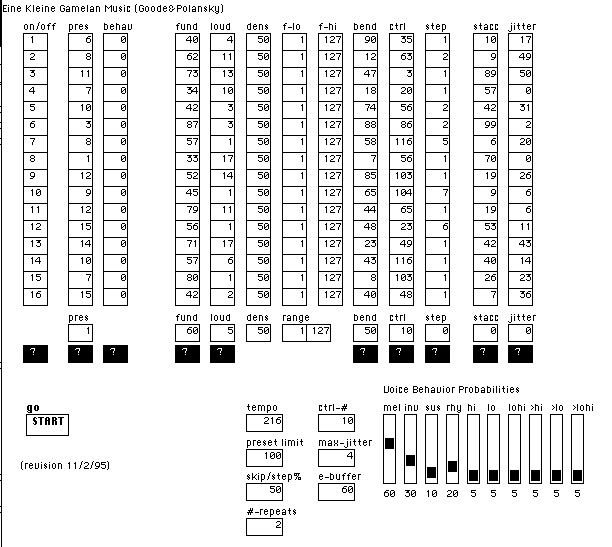 Eine Kleine Gamelan Music (Goode&Polansky)
on/off pres behav fund loud dens f-lo f-hi bend ctrl step stacc jitter
1 6 0 40 4 50 1 127 90 35 1 10 17
2 8 0 62 11 50 1 127 12 63 2 9 49
3 11 0 73 13 50 1 127 47 3 1 89 50
4 7 0 34 10 50 1 127 18 20 1 57 0
5 10 0 42 3 50 1 127 74 56 2 42 31
6 3 0 87 3 50 1 127 88 86 2 99 2
7 8 0 57 1 50 1 127 58 116 5 6 20
8 1 0 33 17 50 1 127 7 56 1 70 0
9 12 0 52 14 50 1 127 85 103 1 19 26
10 9 0 45 1 50 1 127 65 104 7 9 6
11 12 0 79 11 50 1 127 44 65 1 19 6
12 15 0 56 1 50 1 127 48 23 6 53 11
13 14 0 71 17 50 1 127 23 49 1 42 43
14 10 0 57 6 50 1 127 43 116 1 40 14
15 7 0 80 1 50 1 127 8 103 1 26 23
16 15 0 42 2 50 1 127 40 48 1 7 36
pres fund loud dens range bend ctrl step stacc jitter
1 60 5 50 1 127 50 10 0 0 0
? ? ? ? ? ? ? ? ? ?
Voice Behavior Probabilities
go tempo ctrl-# mel inv sys rhy hi lo lohi >hi >lo >lohi
START 216 10
preset limit max-jitter
100 4
(revision 11/2/95)
skip/step% e-buffer
50 60 60 30 10 20 5 5 5 5 5 5
#-repeats
2